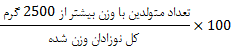 تعداد متولدین با وزن بیشتر از 2500 گرم
کل نوزادان وزن شده
× 100